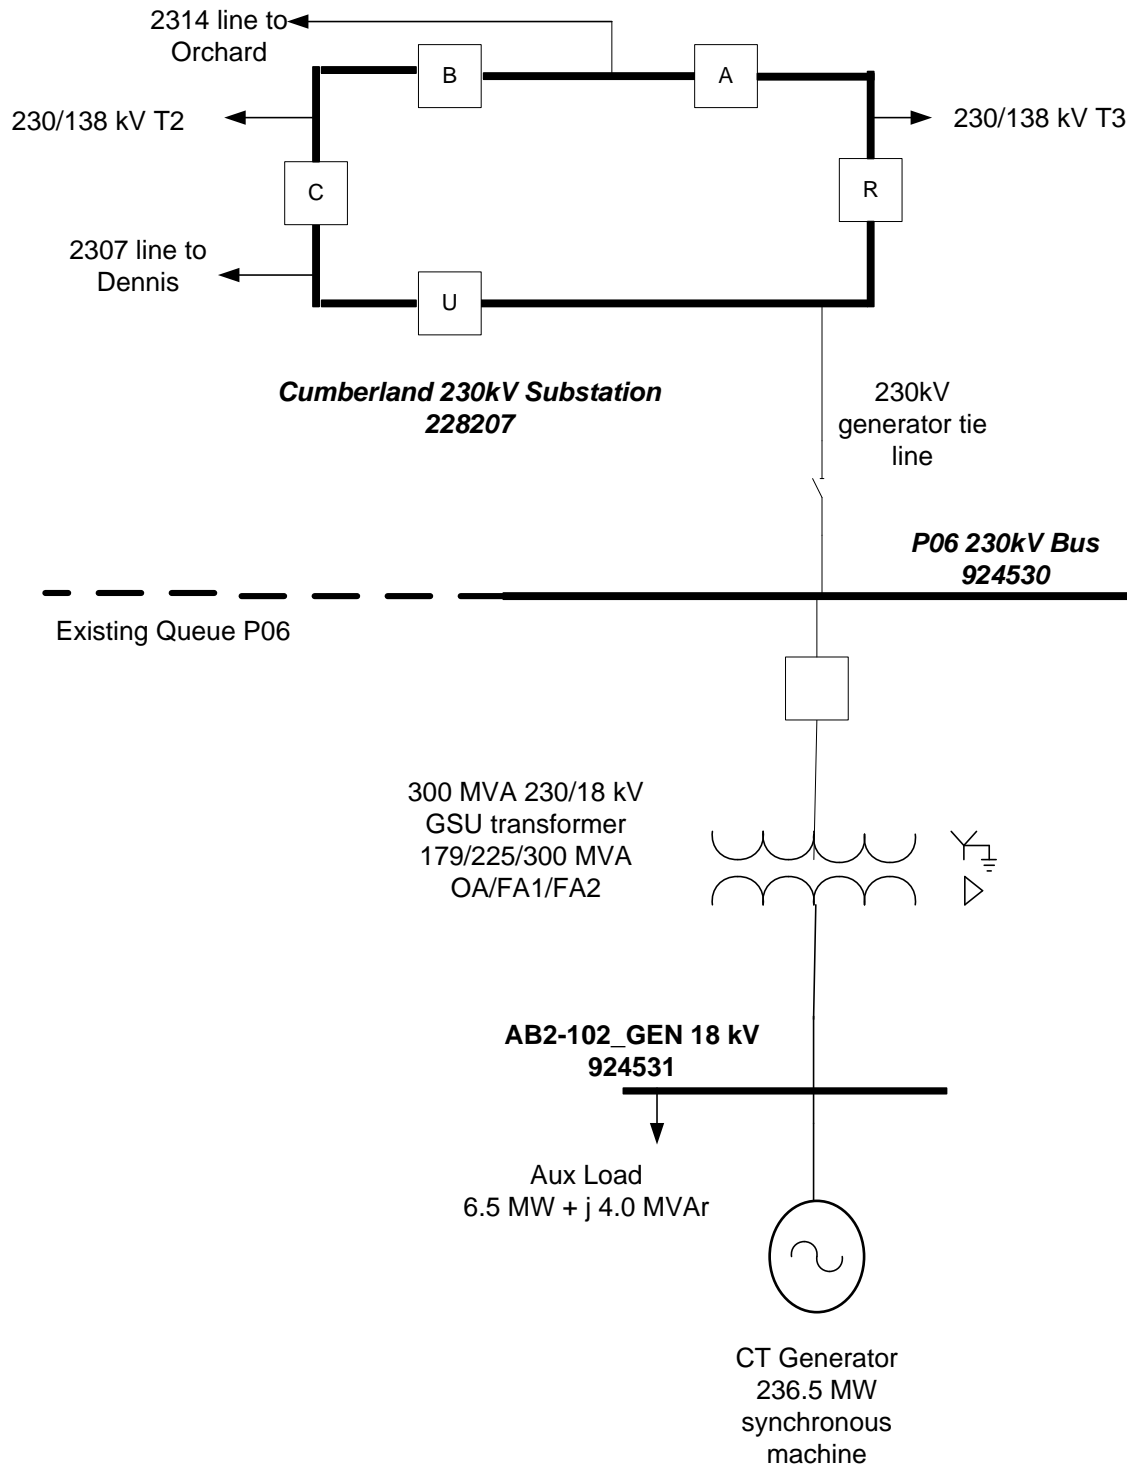 2314 line to
Orchard
B
A
230/138 kV T2
230/138 kV T3
C
R
2307 line to
Dennis
U
Cumberland 230kV Substation
228207
230kV
generator tie
line
P06 230kV Bus
924530
Existing Queue P06
300 MVA 230/18 kV
GSU transformer
179/225/300 MVA
OA/FA1/FA2
AB2-102_GEN 18 kV
924531
Aux Load
6.5 MW + j 4.0 MVAr
CT Generator
236.5 MW
synchronous
machine